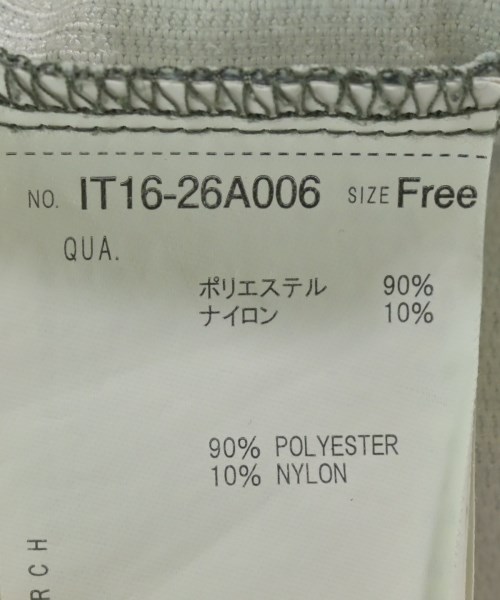 NO. IT16-26A006 SIZE Free
QUA.
ポリエステル 90%
ナイロン 10%
90% POLYESTER
10% NYLON